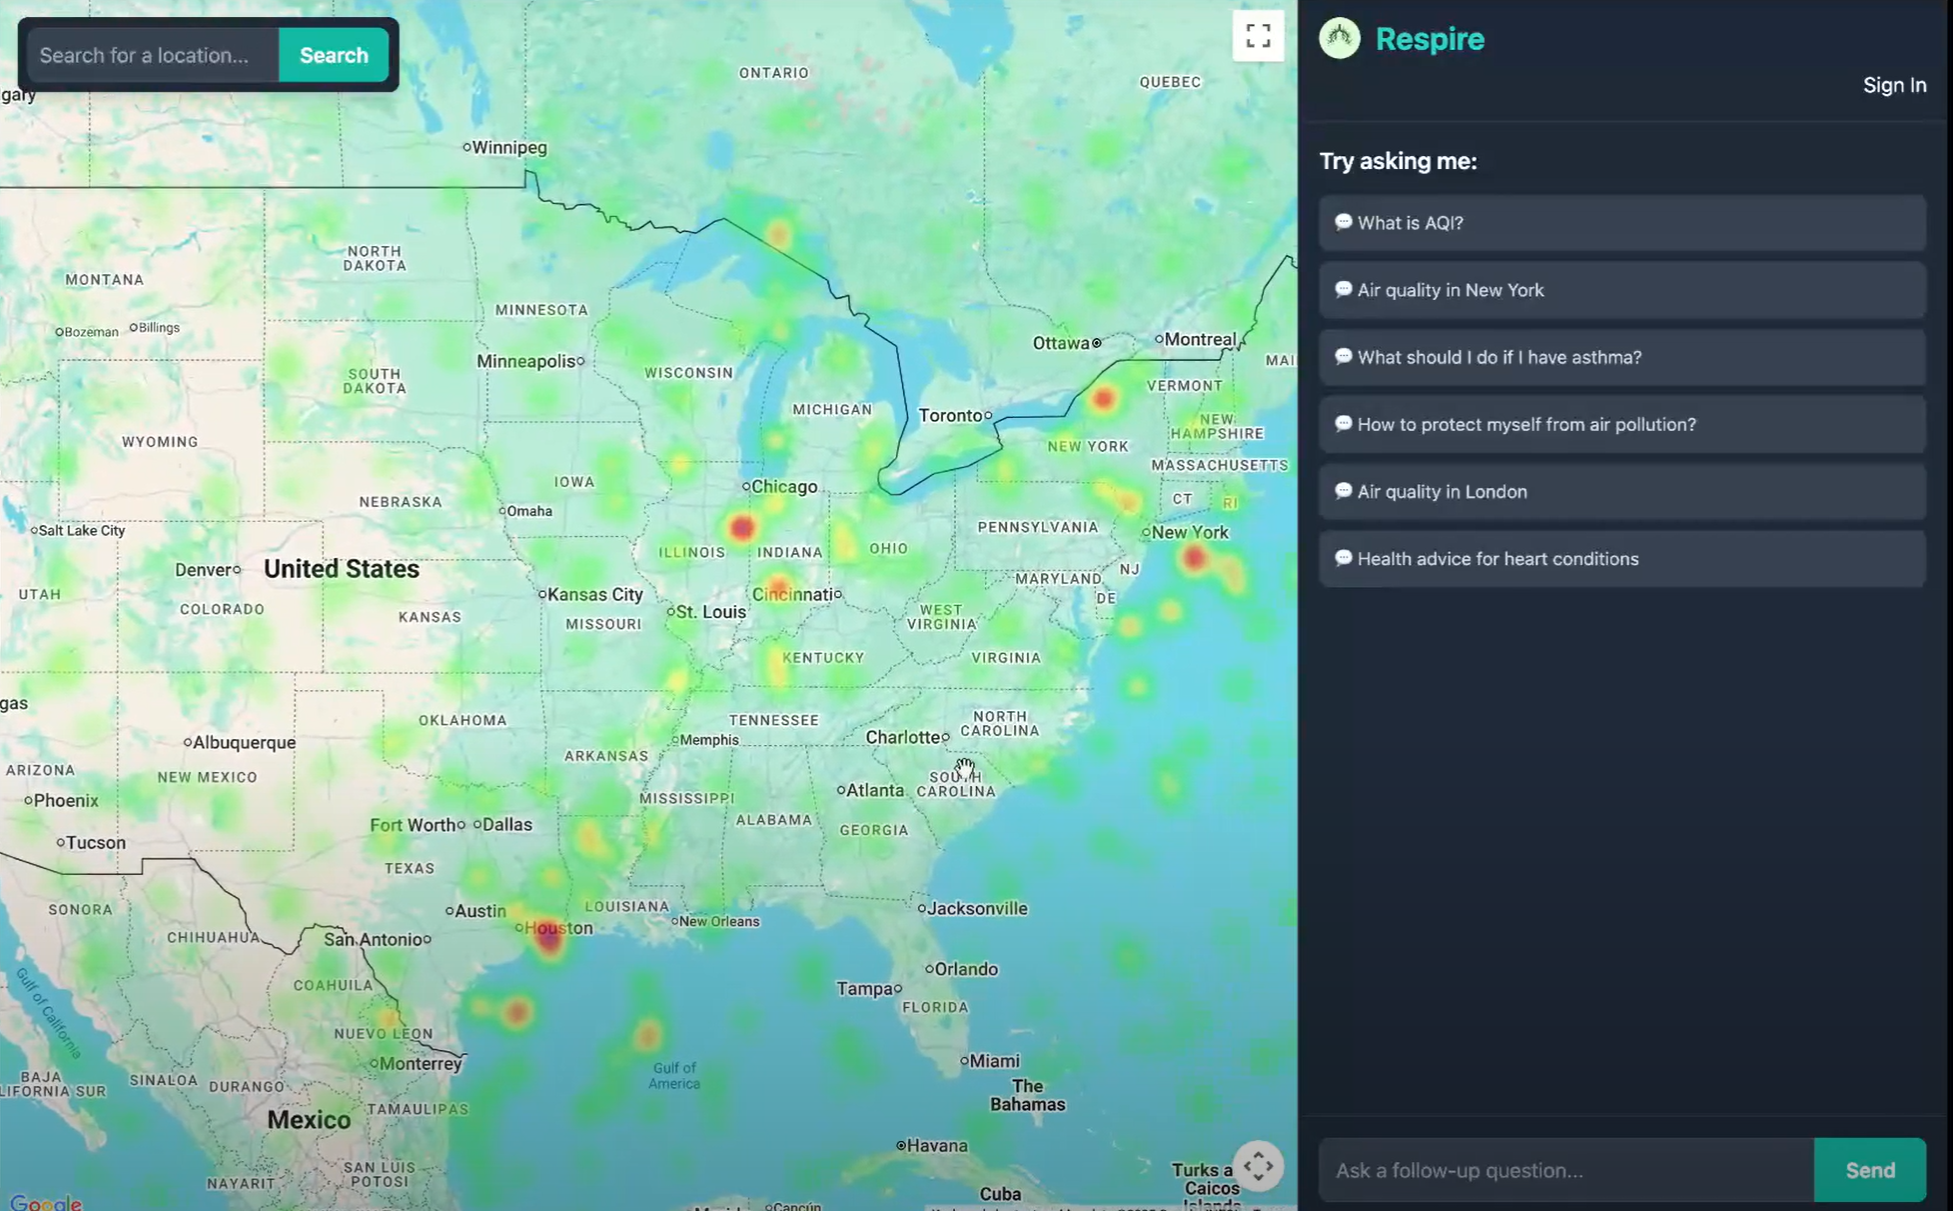 Search for a location...
Search
Respire
Sign In
Try asking me:
What is AQI?
Air quality in New York
What should I do if I have asthma?
How to protect myself from air pollution?
Air quality in London
Health advice for heart conditions
Ask a follow-up question...
Send
gary
ONTARIO
QUEBEC
Winnipeg
NORTH
DAKOTA
MONTANA
MINNESOTA
Bozeman
Billings
Ottawa
Montreal
Minneapolis
WISCONSIN
MAI
SOUTH
DAKOTA
VERMONT
MICHIGAN
Toronto
NEW
HAMPSHIRE
WYOMING
NEW YORK
MASSACHUSETTS
IOWA
Chicago
NEBRASKA
CT
RI
Omaha
Salt Lake City
PENNSYLVANIA
New York
ILLINOIS
INDIANA
OHIO
Denver
United States
NJ
MARYLAND
UTAH
Kansas City
Cincinnati
DE
COLORADO
St. Louis
WEST
VIRGINIA
KANSAS
MISSOURI
KENTUCKY
VIRGINIA
gas
OKLAHOMA
TENNESSEE
NORTH
CAROLINA
Albuquerque
Memphis
Charlotte
ARKANSAS
ARIZONA
NEW MEXICO
SOUTH
CAROLINA
Phoenix
MISSISSIPPI
Atlanta
ALABAMA
GEORGIA
Fort Worth
Dallas
Tucson
TEXAS
SONORA
Austin
LOUISIANA
Jacksonville
New Orleans
Houston
CHIHUAHUA
San Antonio
Orlando
COAHUILA
Tampa
FLORIDA
Gulf of California
NUEVO LEON
Monterrey
Miami
Gulf of
America
BAJA
LIFORNIA SUR
SINALOA
DURANGO
The
Bahamas
Mexico
TAMAULIPAS
Havana
SAN LUIS
POTOSI
NAYARIT
Turks a
Caicos
Islands
Cuba
Google
Cancún